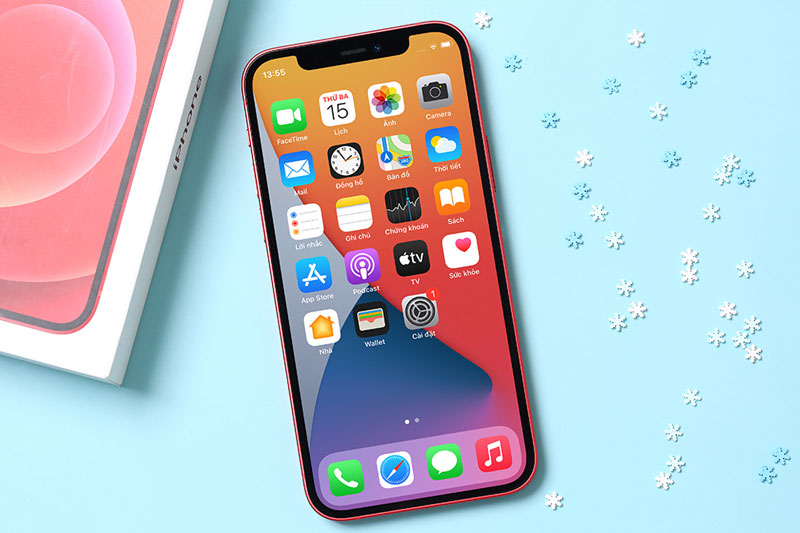 iPhone
13:55
THỨ BA
15
FaceTime
Lịch
Ảnh
Camera
Mail
Đồng hồ
Bản đồ
Thời tiết
Lời nhắc
Ghi chú
Chứng khoán
Sách
tv
App Store
Podcast
TV
Sức khỏe
1
Nhà
Wallet
Cài đặt